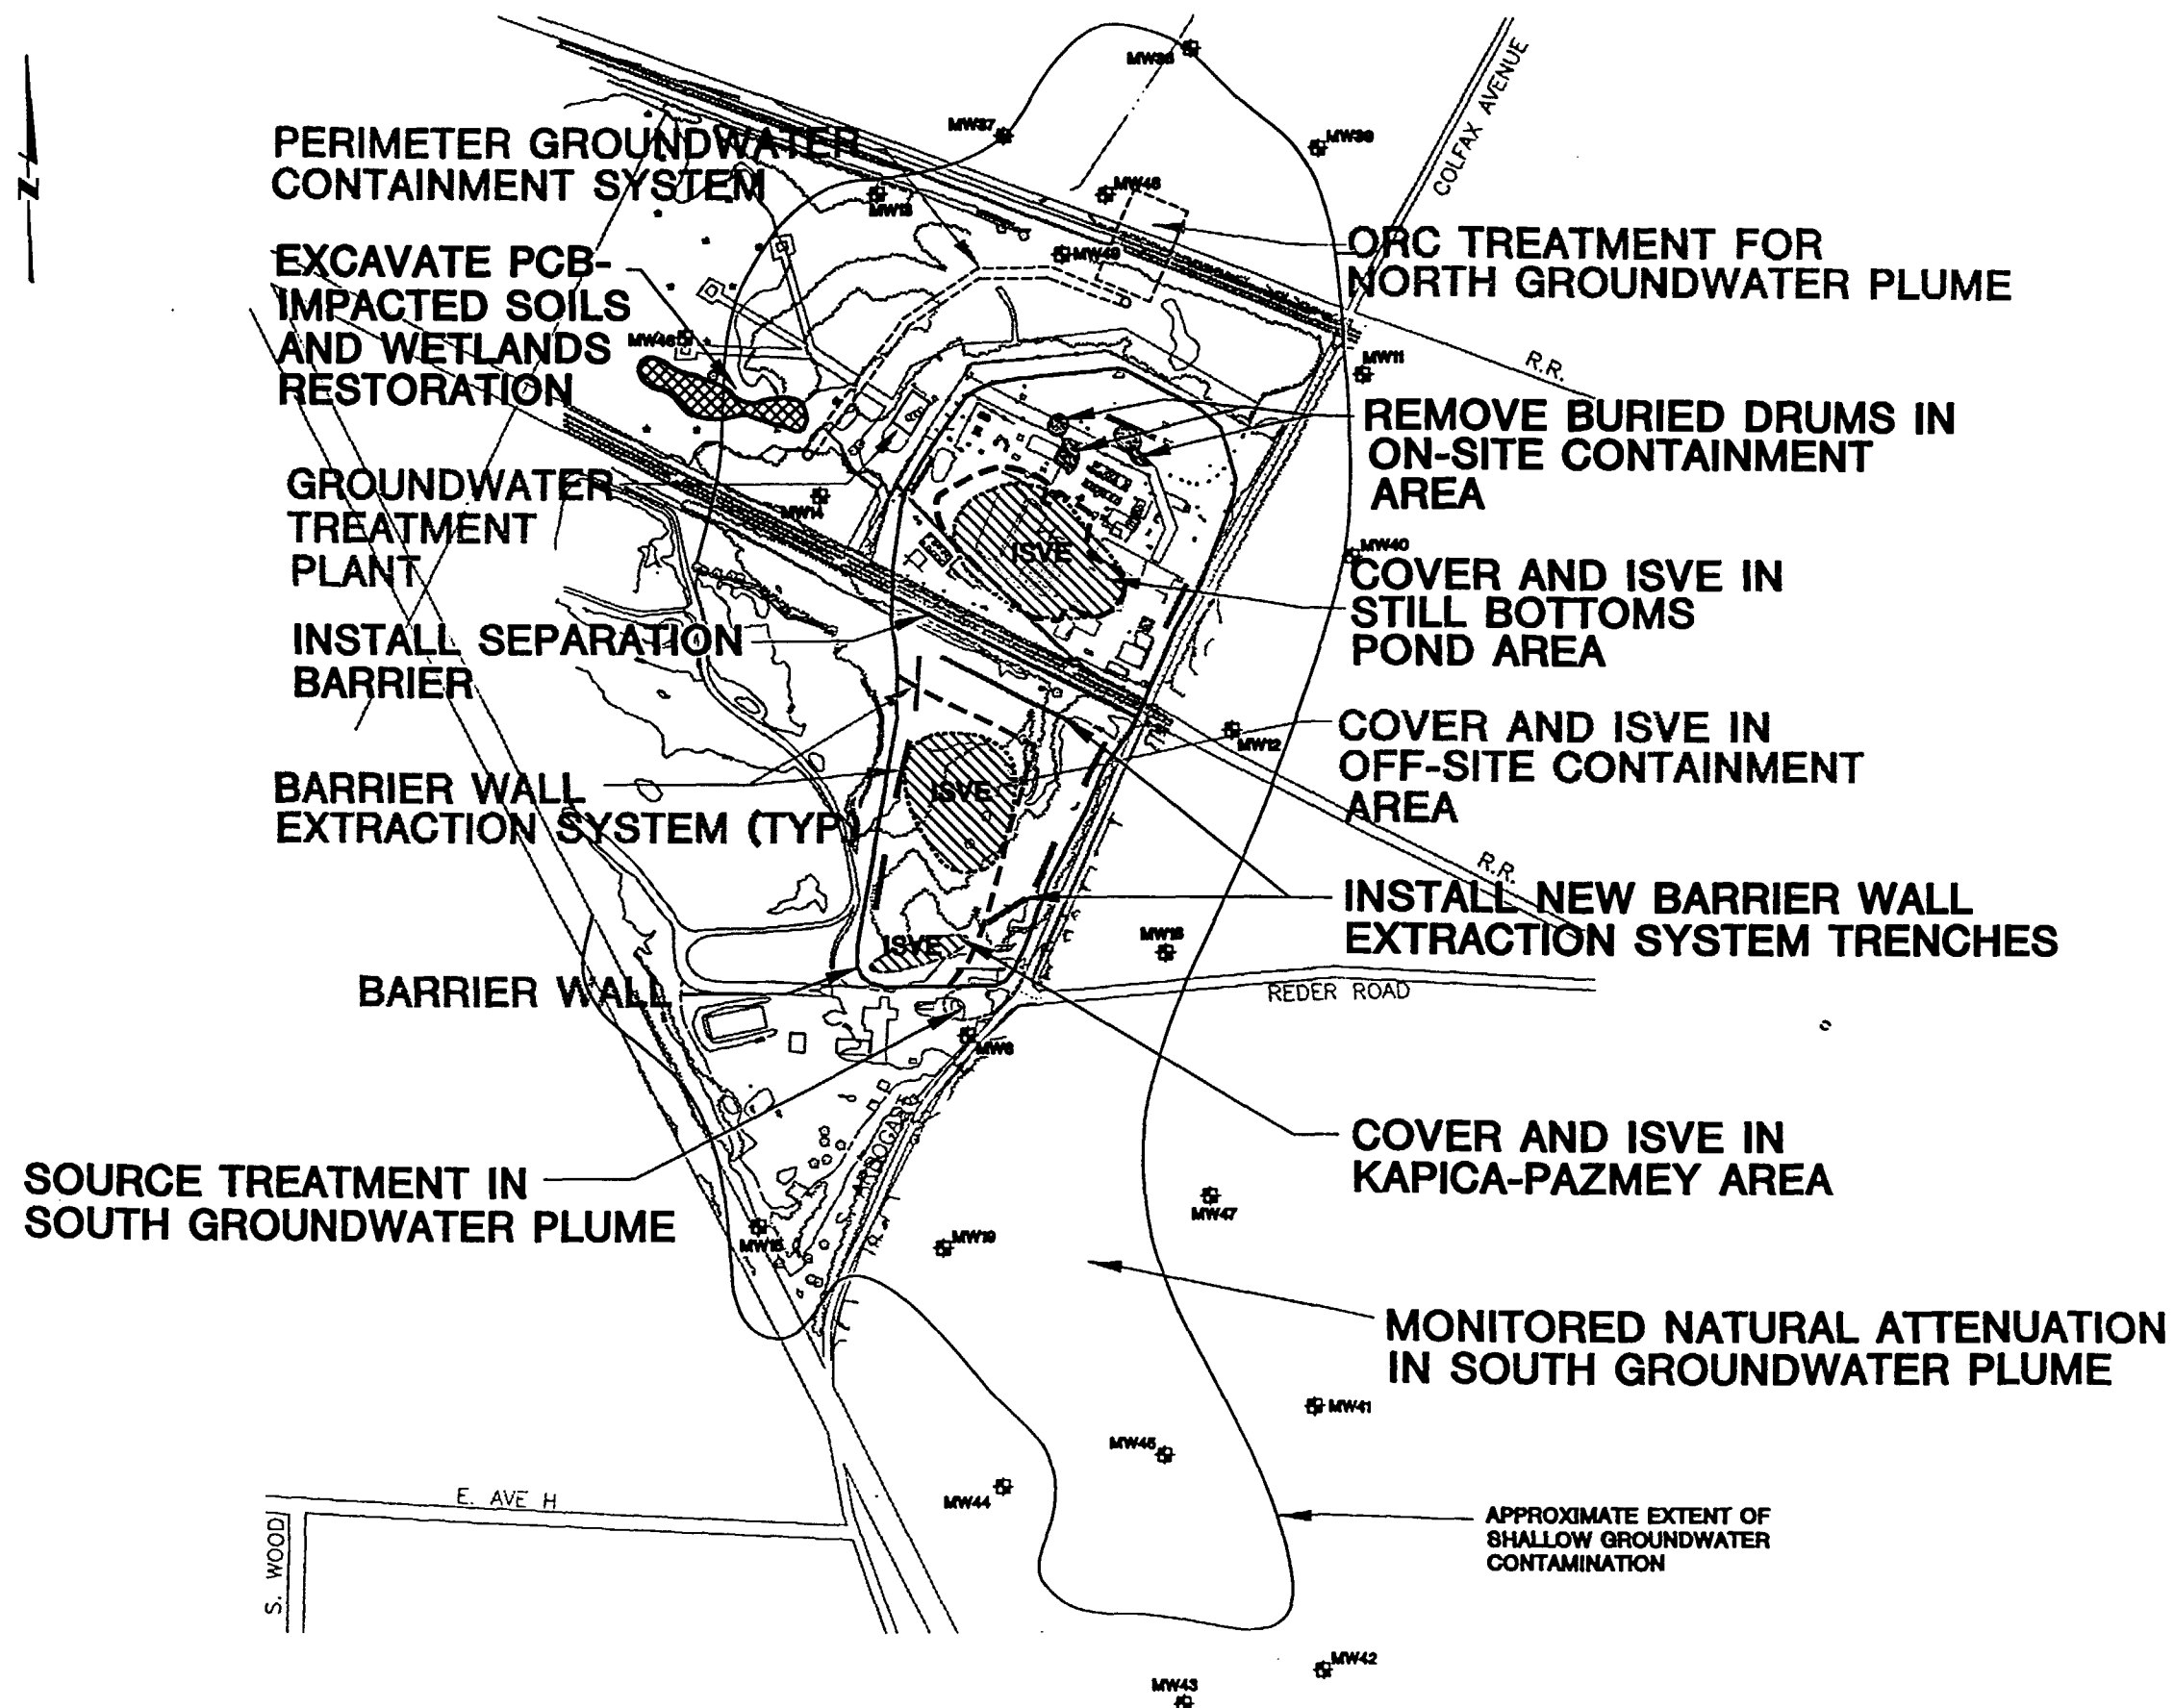 MW37
MW48
MW49
MW11
MW40
MW12
MW14
MW19
MW47
MW41
MW45
MW44
MW42
MW43
COLFAX AVENUE
N
PERIMETER GROUNDWATER
CONTAINMENT SYSTEM
EXCAVATE PCB-
IMPACTED SOILS
AND WETLANDS
RESTORATION
GROUNDWATER
TREATMENT
PLANT
INSTALL SEPARATION
BARRIER
BARRIER WALL
EXTRACTION SYSTEM (TYP)
BARRIER WALL
SOURCE TREATMENT IN
SOUTH GROUNDWATER PLUME
ORC TREATMENT FOR
NORTH GROUNDWATER PLUME
R.R.
REMOVE BURIED DRUMS IN
ON-SITE CONTAINMENT
AREA
COVER AND ISVE IN
STILL BOTTOMS
POND AREA
COVER AND ISVE IN
OFF-SITE CONTAINMENT
AREA
R.R.
INSTALL NEW BARRIER WALL
EXTRACTION SYSTEM TRENCHES
REDER ROAD
COVER AND ISVE IN
KAPICA-PAZMEY AREA
MONITORED NATURAL ATTENUATION
IN SOUTH GROUNDWATER PLUME
APPROXIMATE EXTENT OF
SHALLOW GROUNDWATER
CONTAMINATION
ISVE
ISVE
ISVE
E. AVE H
S. WOOD